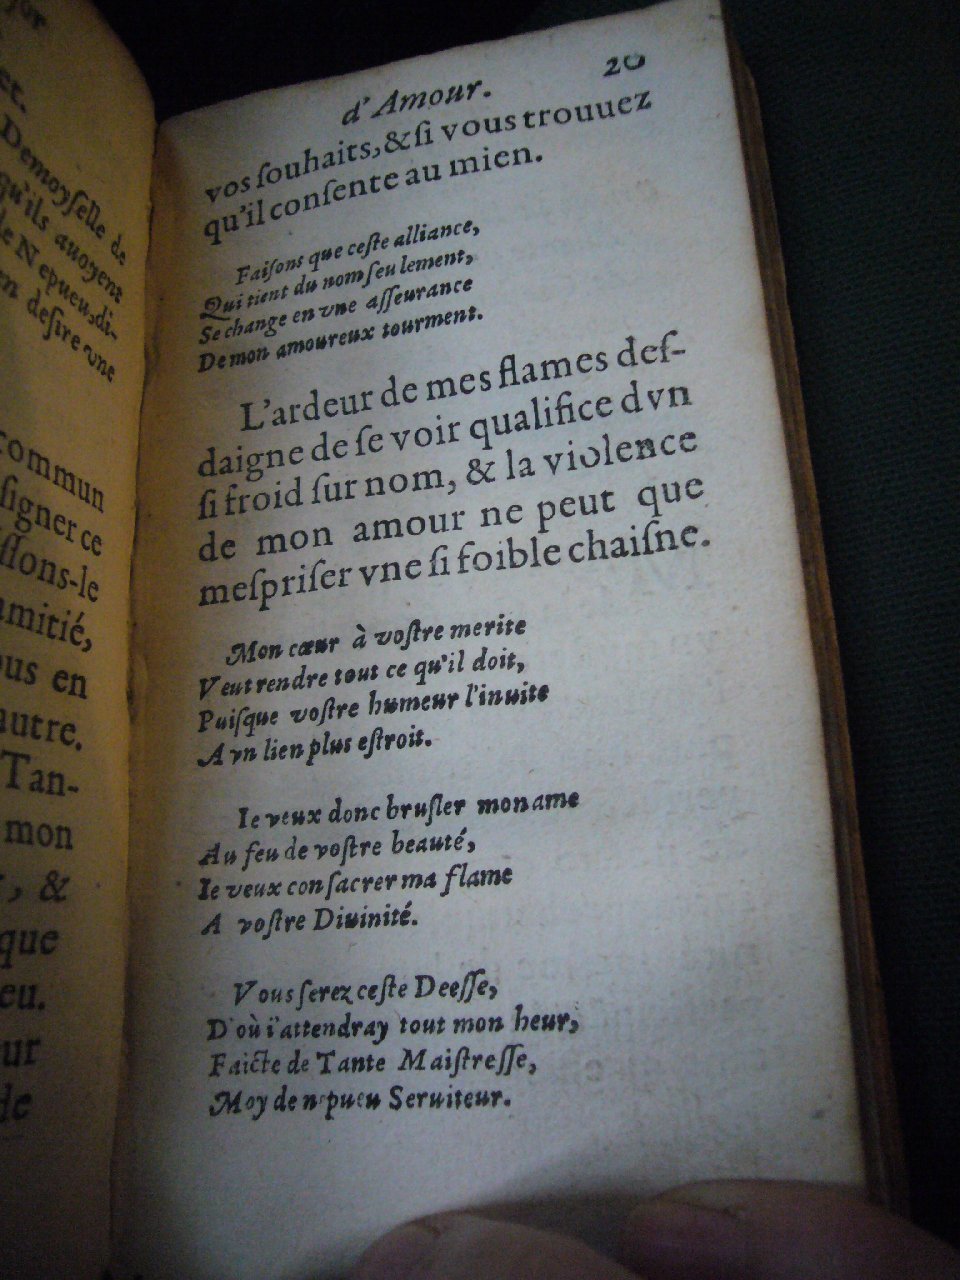 et.
Demoyselle de
qu'ils auoyent
le Nepueu, di-
en desire vne
commun
signer ce
ssons-le
amitié,
ous en
autre.
Tan-
mon
, &
que
eu.
ur
de
d'Amour. 20
vos ſouhaits, & ſi vous trouuez
qu'il conſente au mien.
Faiſons que ceſte alliance,
Qui tient du nom ſeulement,
Se change en vne aſſeurance
De mon amoureux tourment.
L'ardeur de mes flames deſ-
daigne de ſe voir qualifice dvn
ſi froid ſur nom, & la violence
de mon amour ne peut que
meſpriſer vne ſi foible chaiſne.
Mon cœur à voſtre merite
Veut rendre tout ce qu'il doit,
Puiſque voſtre humeur l'inuite
A vn lien plus eſtroit.
Ie veux donc bruſler mon ame
Au feu de voſtre beauté,
Ie veux conſacrer ma flame
A voſtre Diuinité.
Vous ſerez ceſte Deeſſe,
D'où i'attendray tout mon heur,
Faicte de Tante Maiſtreſſe,
Moy de nepueu Seruiteur.